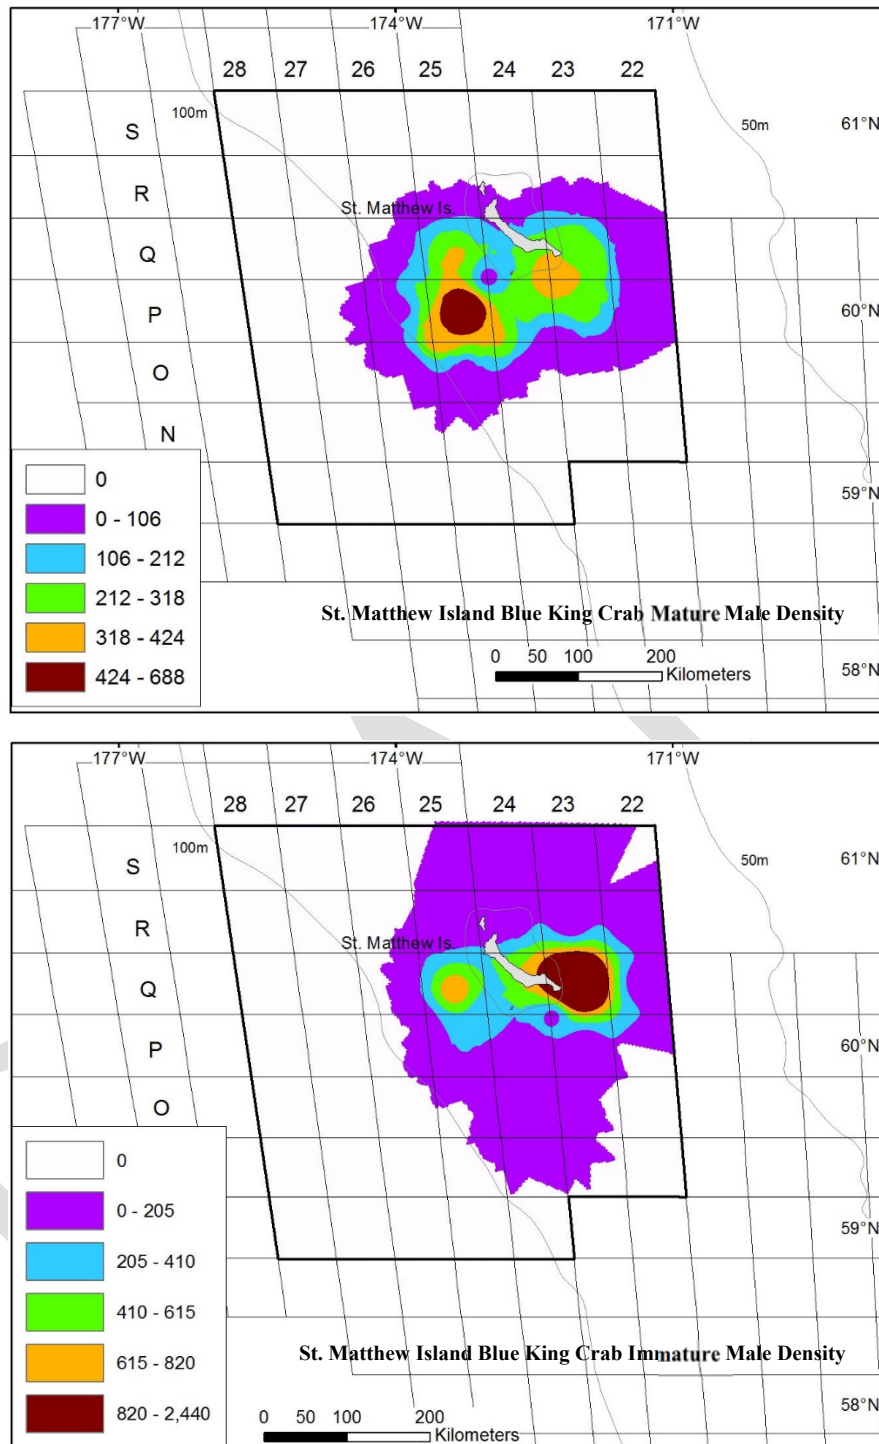 177°W 174°W 171°W
28 27 26 25 24 23 22
100m
50m
61°N
S
R
St. Matthew Is.
Q
60°N
P
O
N
0
59°N
0 - 106
106 - 212
212 - 318
St. Matthew Island Blue King Crab Mature Male Density
318 - 424
0 50 100 200
424 - 688
Kilometers
58°N
177°W 174°W 171°W
28 27 26 25 24 23 22
100m
50m
61°N
S
R
St. Matthew Is.
Q
60°N
P
O
0
0 - 205
59°N
205 - 410
410 - 615
615 - 820
St. Matthew Island Blue King Crab Immature Male Density
58°N
820 - 2,440
0 50 100 200
Kilometers